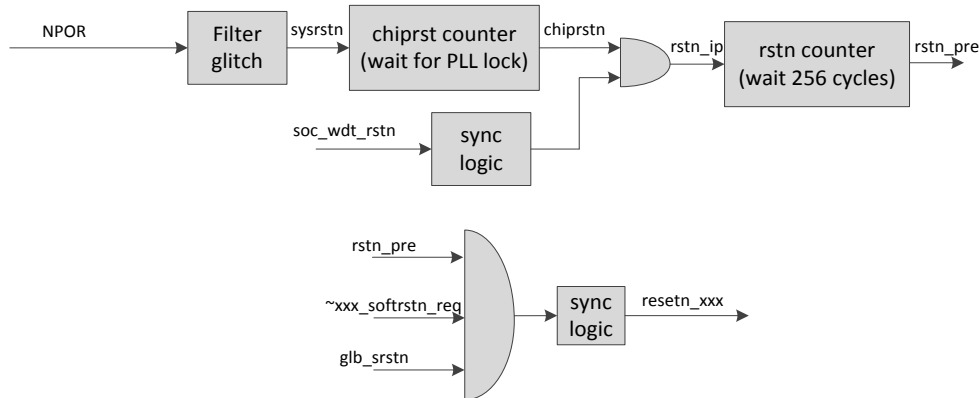 NPOR
Filter
glitch
sysrstn
chiprst counter
(wait for PLL lock)
chiprstn
rstn_ip
rstn counter
(wait 256 cycles)
rstn_pre
soc_wdt_rstn
sync
logic
rstn_pre
~xxx_softrstn_req
glb_srstn
sync
logic
resetn_xxx